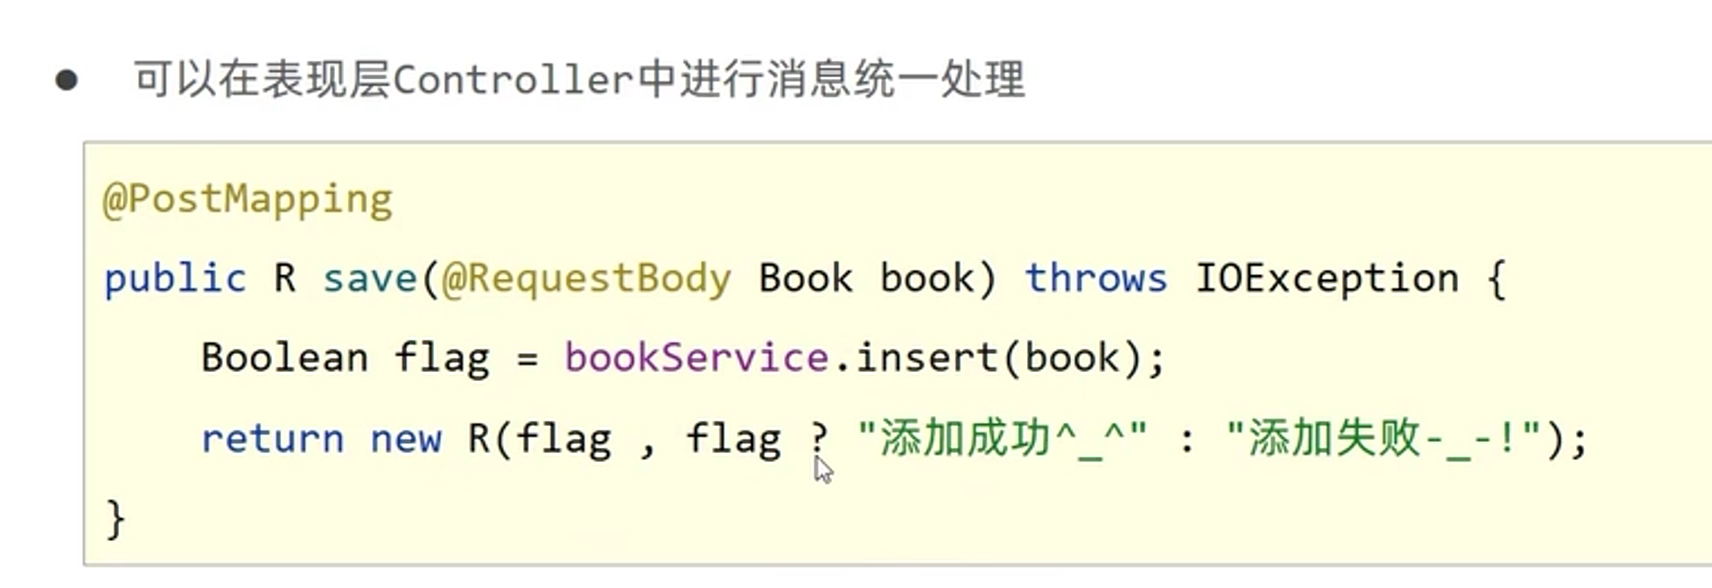 ● 可以在表现层Controller中进行消息统一处理
@PostMapping
public R save(@RequestBody Book book) throws IOException {
    Boolean flag = bookService.insert(book);
    return new R(flag , flag ? "添加成功^_^" : "添加失败-_-!");
}